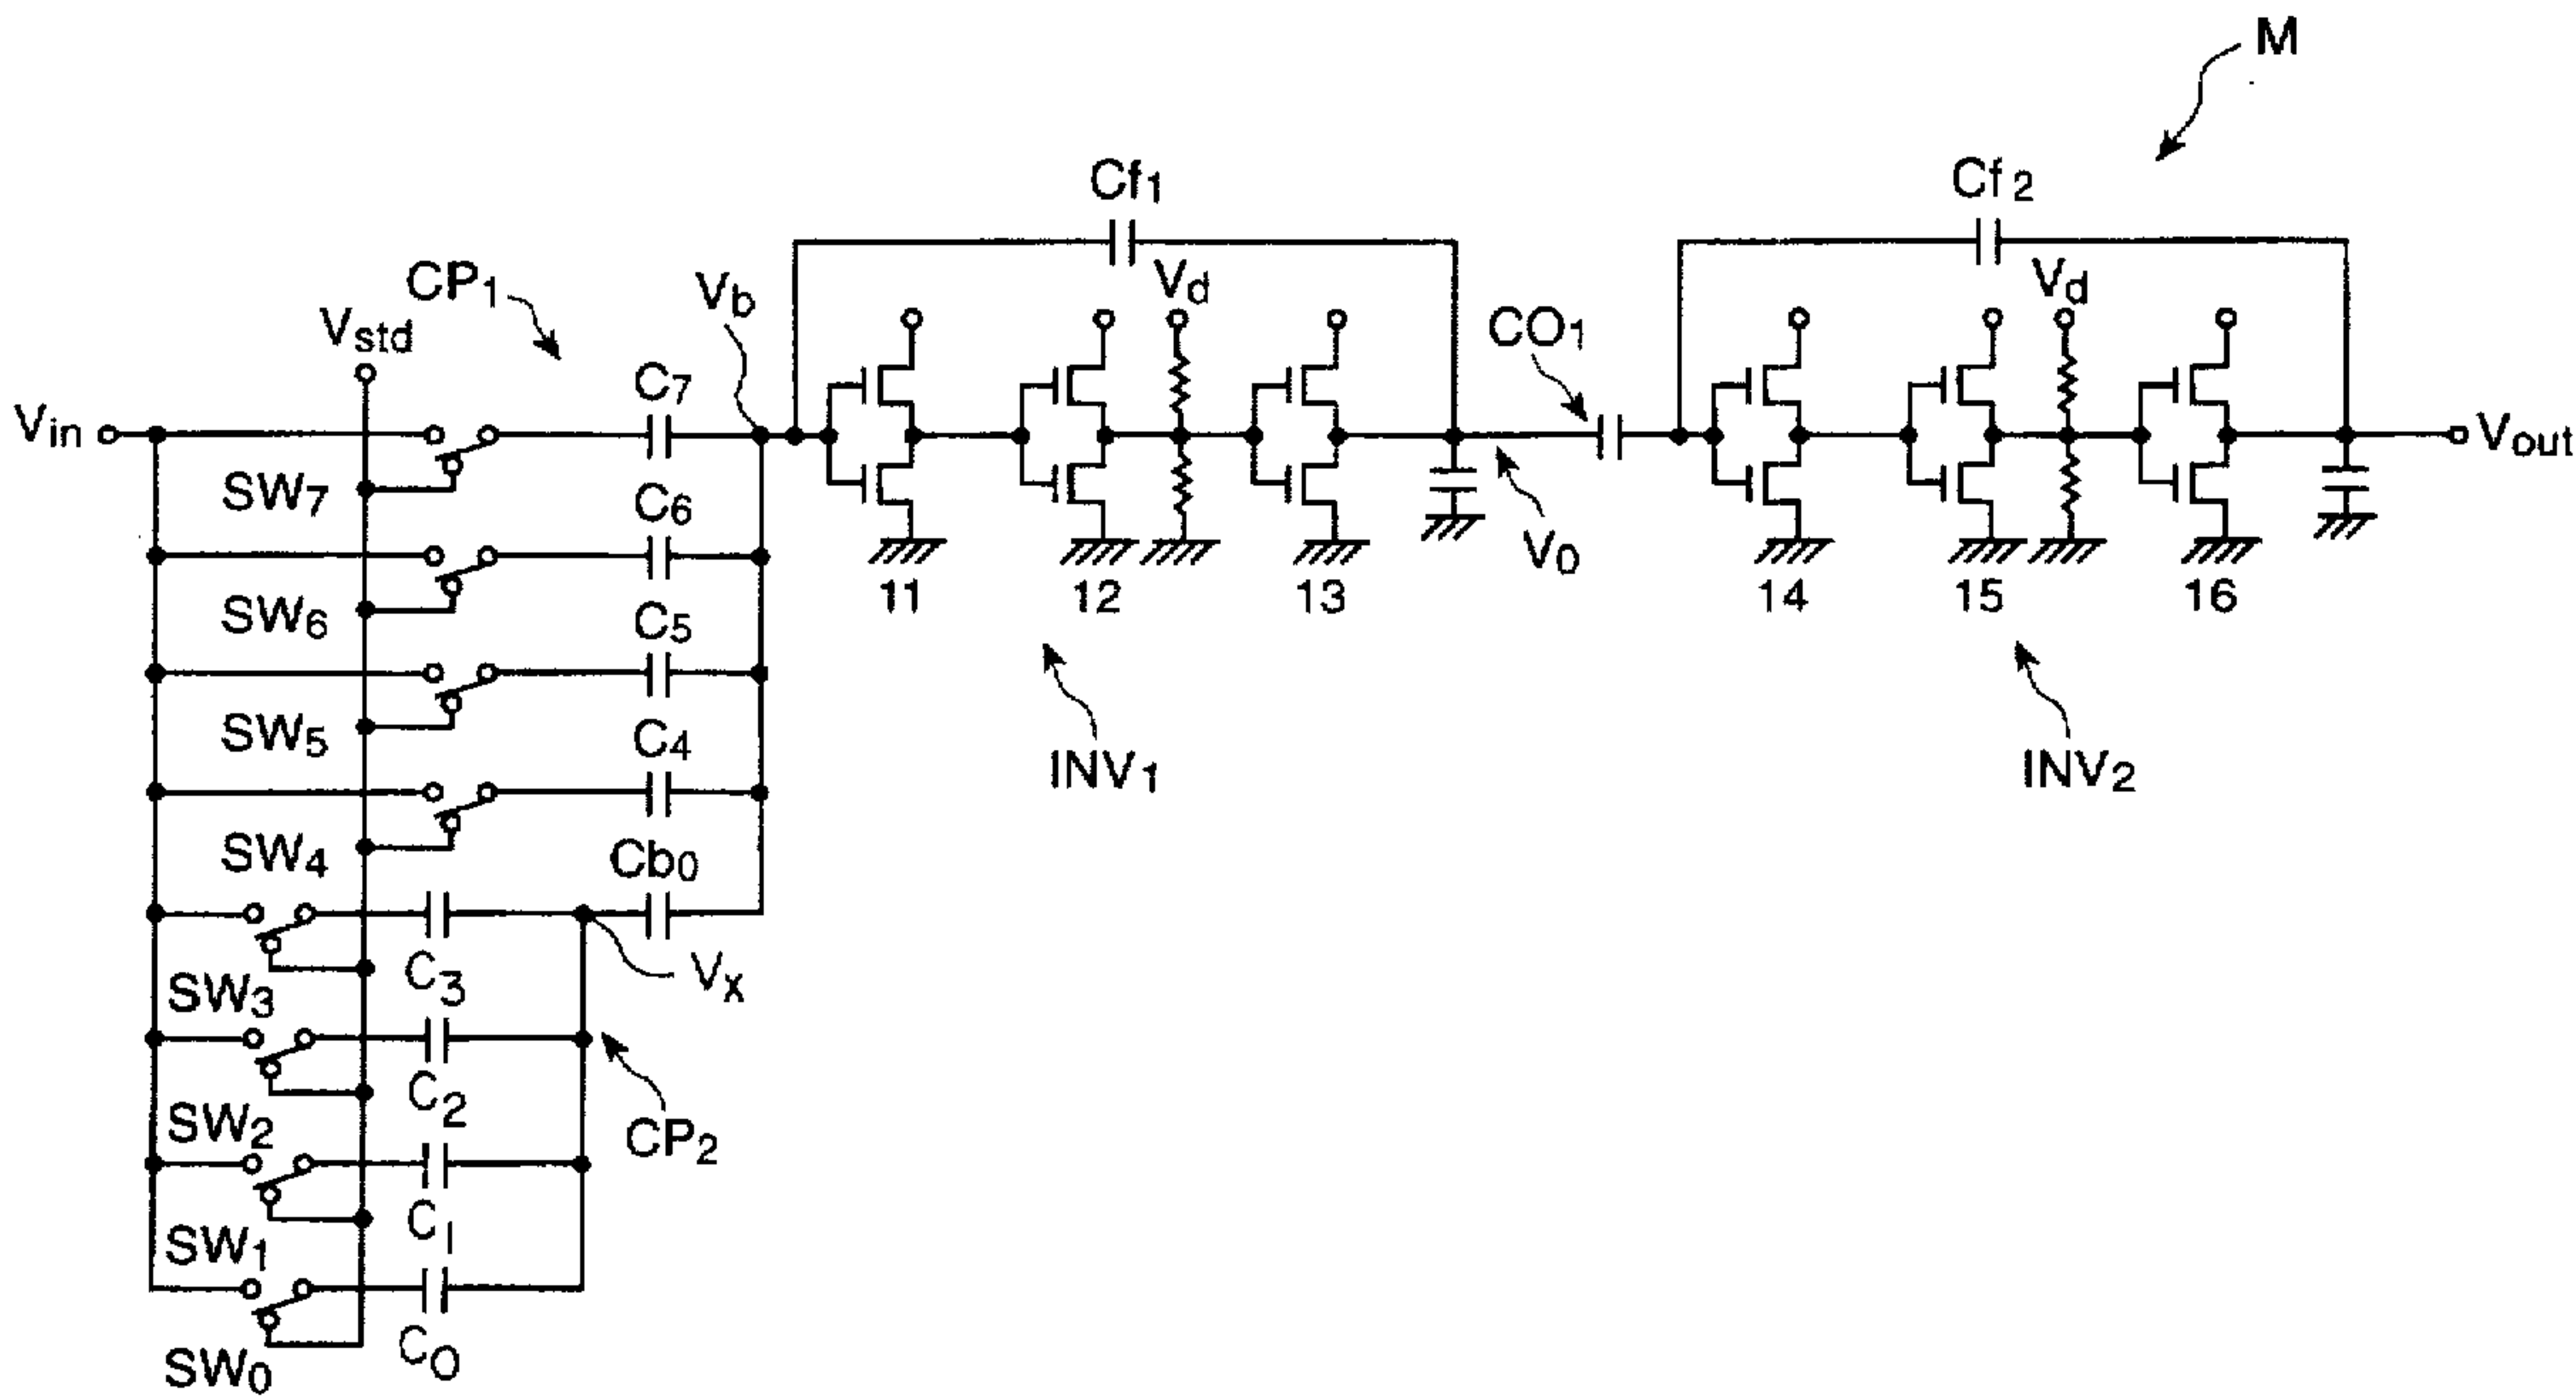 M
Cf1
Cf2
CP1
Vb
Vd
Vd
Vstd
CO1
C7
Vin
Vout
SW7
C6
V0
11
12
13
14
15
16
SW6
C5
SW5
C4
INV1
INV2
SW4
Cb0
C3
Vx
SW3
C2
SW2
CP2
C1
SW1
C0
SW0